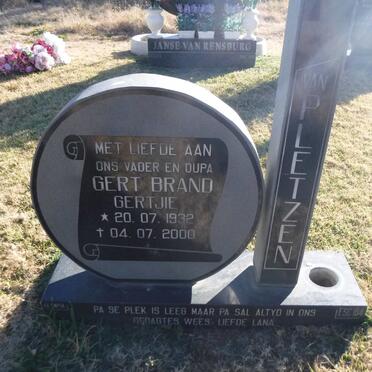 JANSE VAN RENSBURG
MET LIEFDE AAN
ONS VADER EN OUPA
GERT BRAND
GERTJIE
★ 20. 07. 1932
✝ 04. 07. 2000
VAN
PLETZEN
PA SE PLEK IS LEEG MAAR PA SAL ALTYD IN ONS
GEDAGTES WEES. LIEFDE LANA